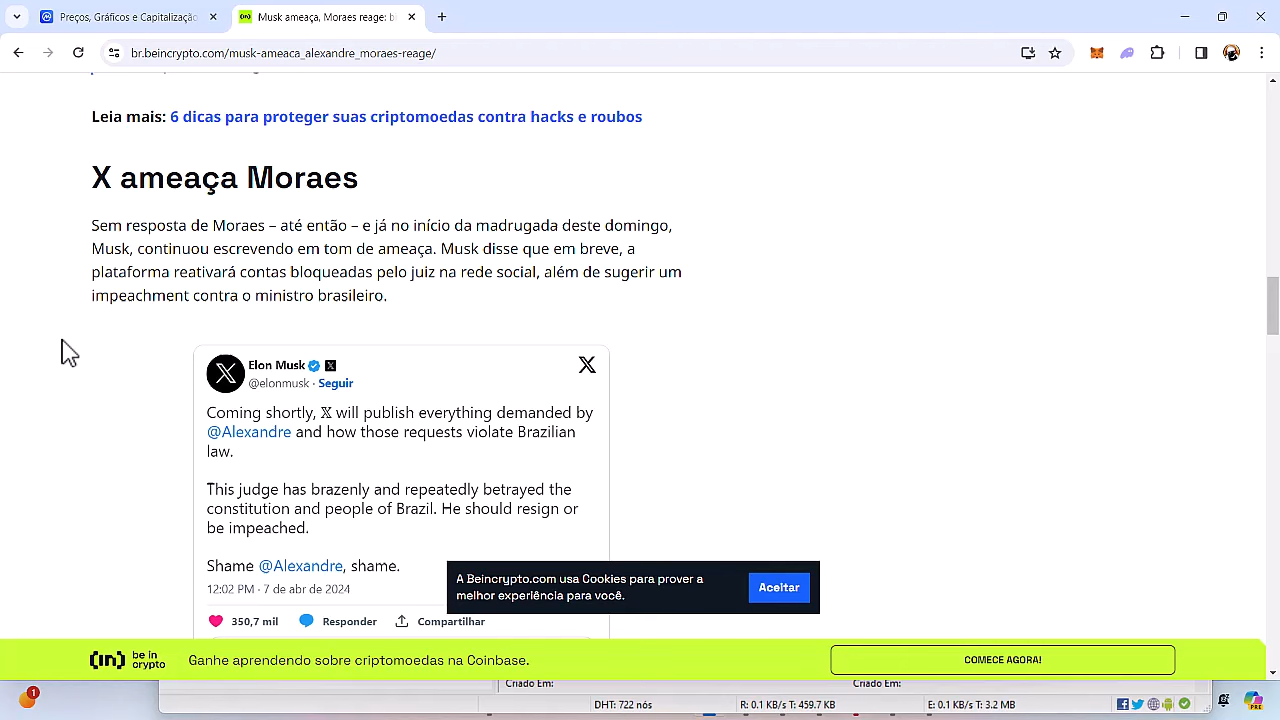 Preços, Gráficos e Capitalização
Musk ameaça, Moraes reage: b
br.beincrypto.com/musk-ameaca_alexandre_moraes-reage/
Leia mais: 6 dicas para proteger suas criptomoedas contra hacks e roubos
X ameaça Moraes
Sem resposta de Moraes – até então – e já no início da madrugada deste domingo,
Musk, continuou escrevendo em tom de ameaça. Musk disse que em breve, a
plataforma reativará contas bloqueadas pelo juiz na rede social, além de sugerir um
impeachment contra o ministro brasileiro.
Elon Musk
@elonmusk · Seguir
Coming shortly, 𝕏 will publish everything demanded by
@Alexandre and how those requests violate Brazilian
law.
This judge has brazenly and repeatedly betrayed the
constitution and people of Brazil. He should resign or
be impeached.
Shame @Alexandre, shame.
12:02 PM · 7 de abr de 2024
350,7 mil Responder Compartilhar
A Beincrypto.com usa Cookies para prover a
melhor experiência para você.
Aceitar
(in) be in
crypto
Ganhe aprendendo sobre criptomoedas na Coinbase.
COMECE AGORA!
Criado Em: Criado Em:
1
DHT: 722 nós R: 0.1 KB/s T: 459.7 KB E: 0.1 KB/s T: 3.2 MB
PRE